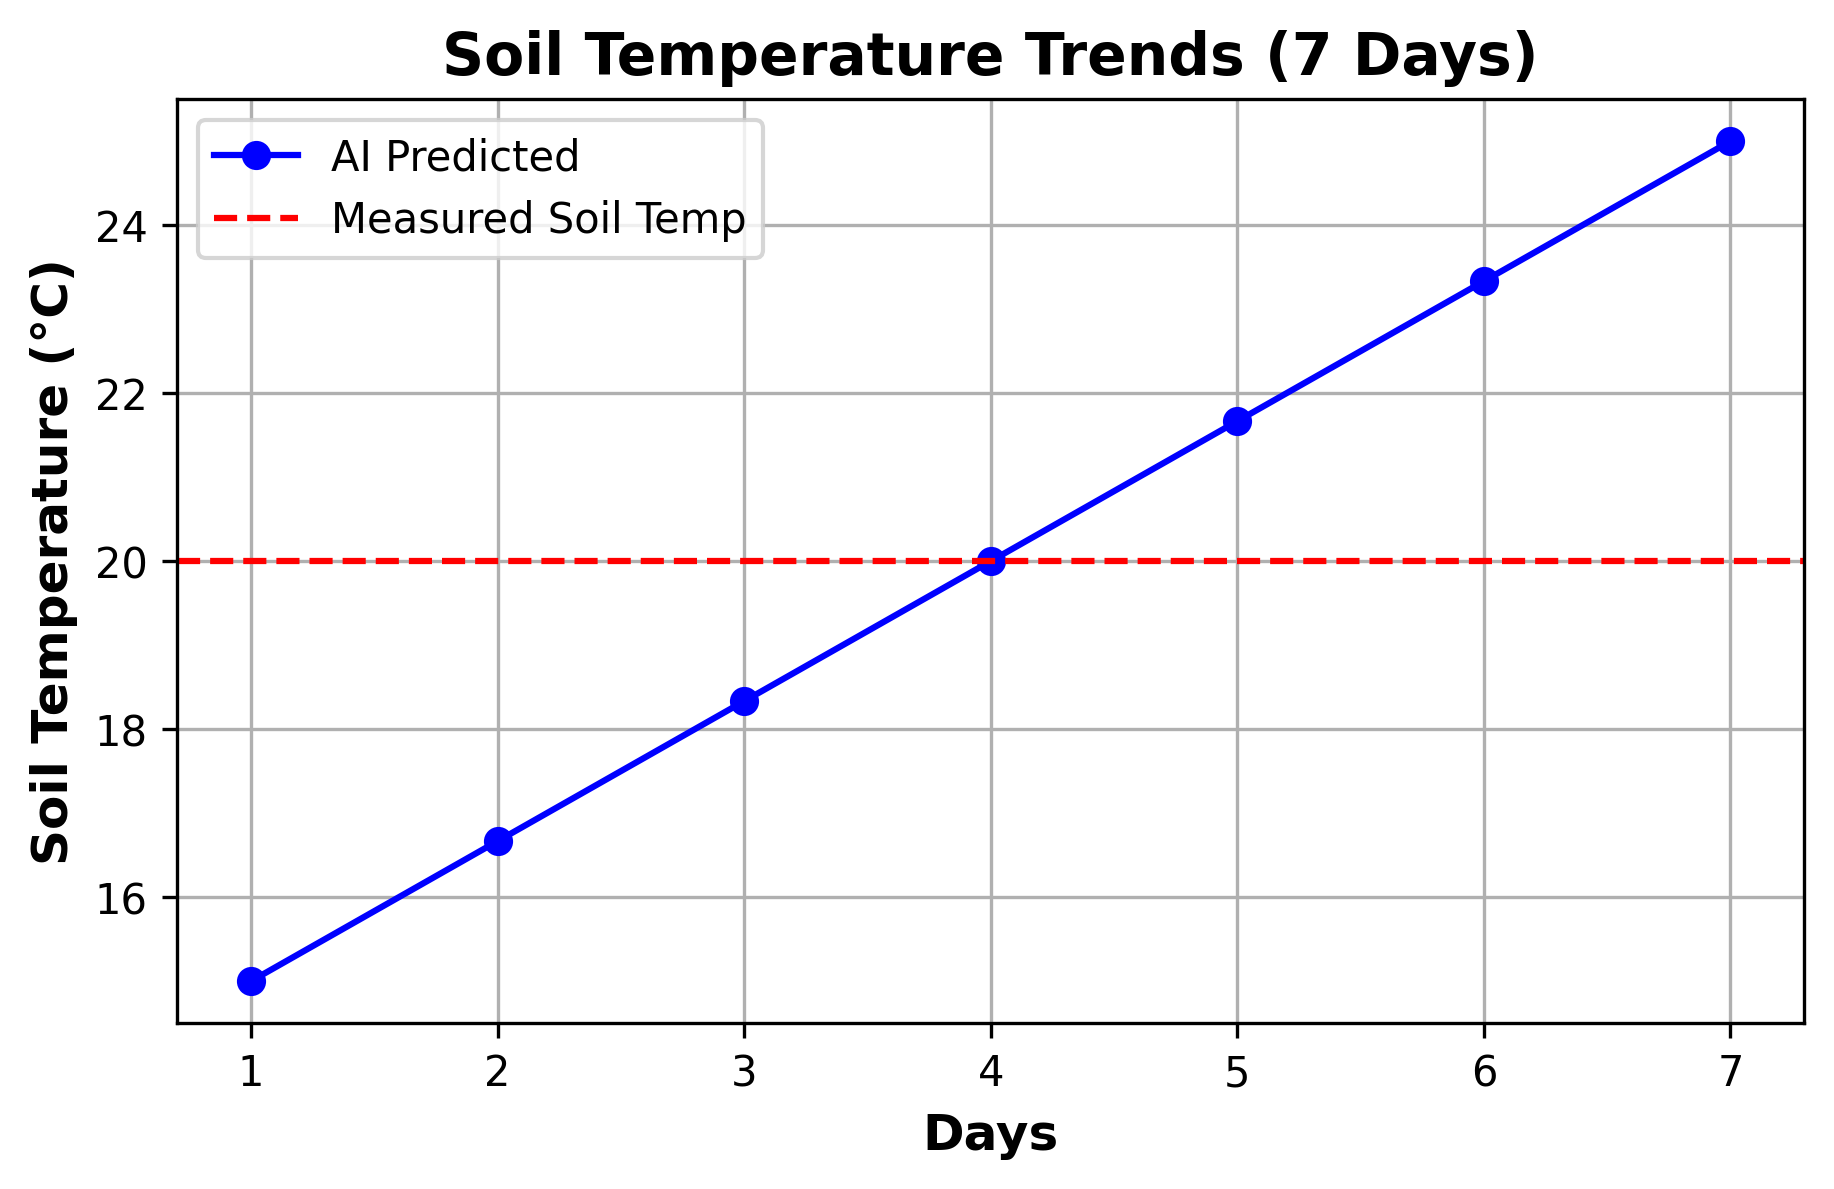 Soil Temperature Trends (7 Days)
AI Predicted
Measured Soil Temp
Soil Temperature (°C)
24
22
20
18
16
1 2 3 4 5 6 7
Days